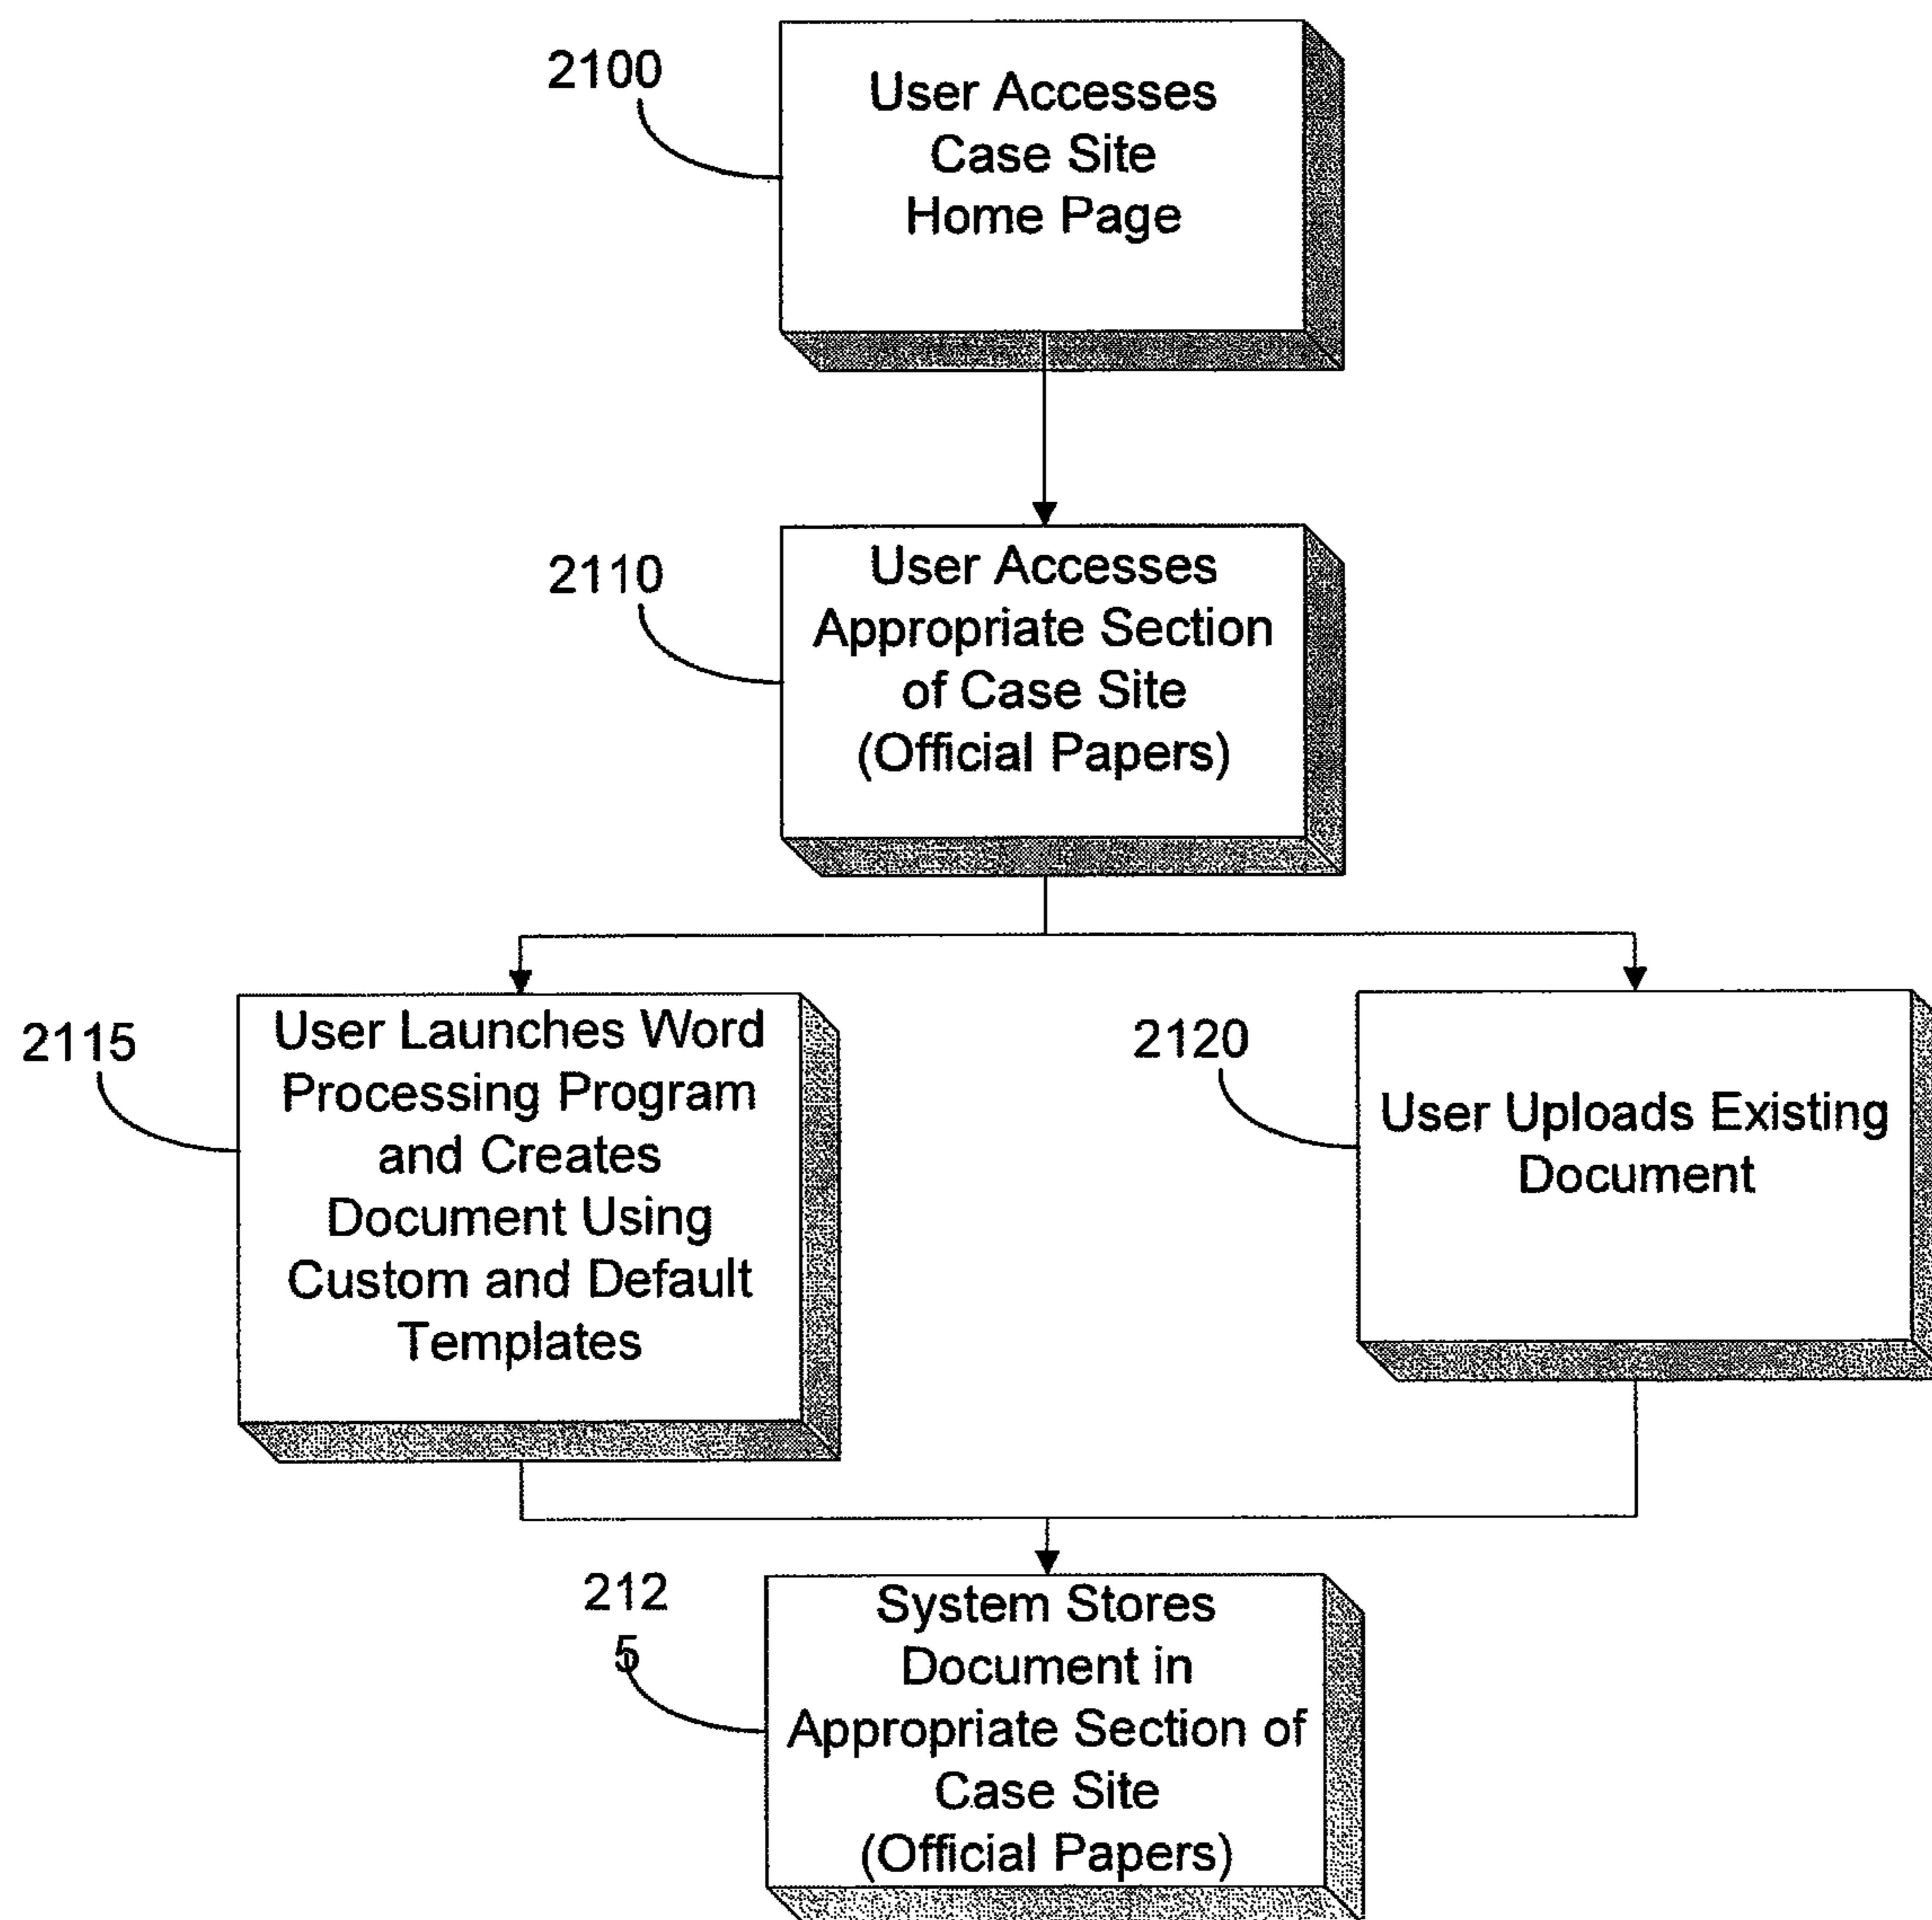 2100
User Accesses
Case Site
Home Page
2110
User Accesses
Appropriate Section
of Case Site
(Official Papers)
2115
User Launches Word
Processing Program
and Creates
Document Using
Custom and Default
Templates
2120
User Uploads Existing
Document
212
5
System Stores
Document in
Appropriate Section of
Case Site
(Official Papers)